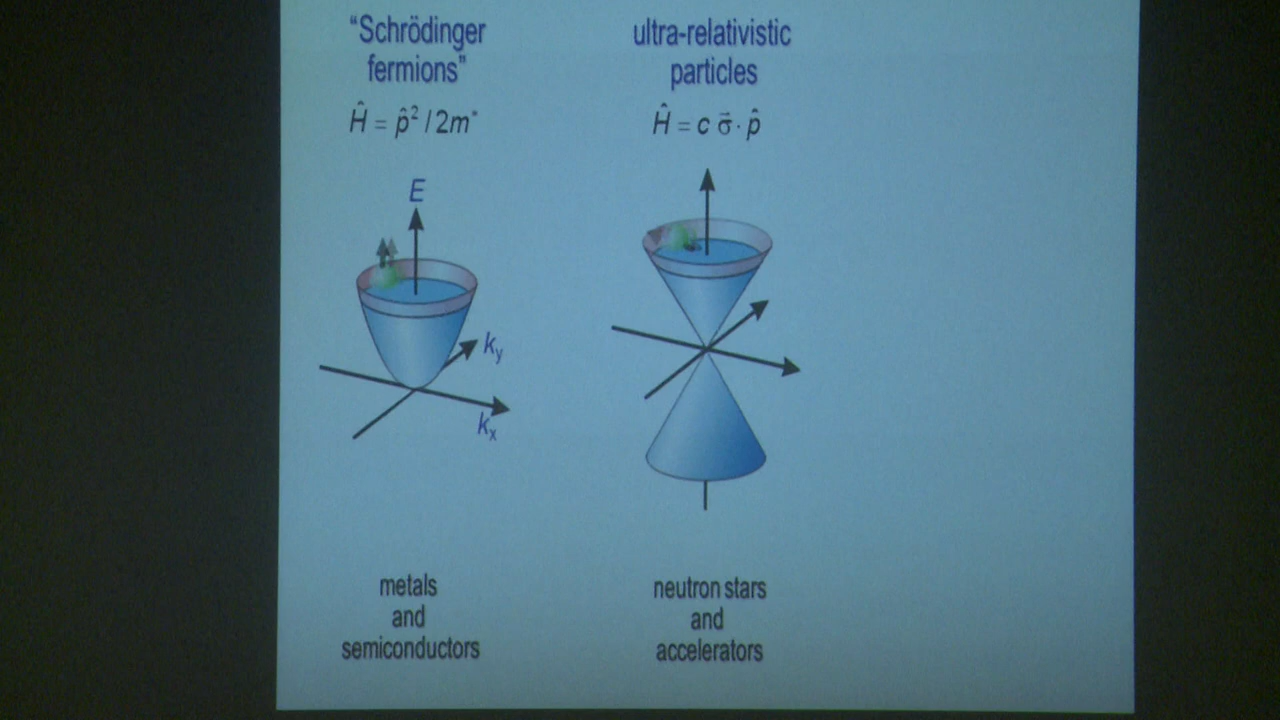 “Schrödinger
fermions”
Ĥ = p̂² / 2m*
E
k_y
k_x
metals
and
semiconductors
ultra-relativistic
particles
Ĥ = c σ⃗ · p̂
neutron stars
and
accelerators